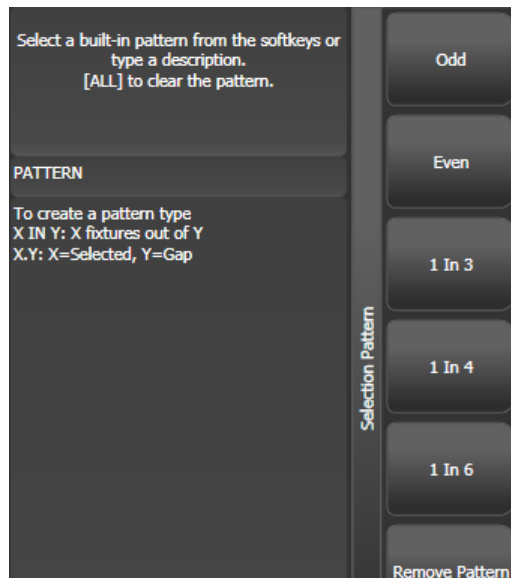 Select a built-in pattern from the softkeys or
type a description.
[ALL] to clear the pattern.
PATTERN
To create a pattern type
X IN Y: X fixtures out of Y
X.Y: X=Selected, Y=Gap
Selection Pattern
Odd
Even
1 In 3
1 In 4
1 In 6
Remove Pattern